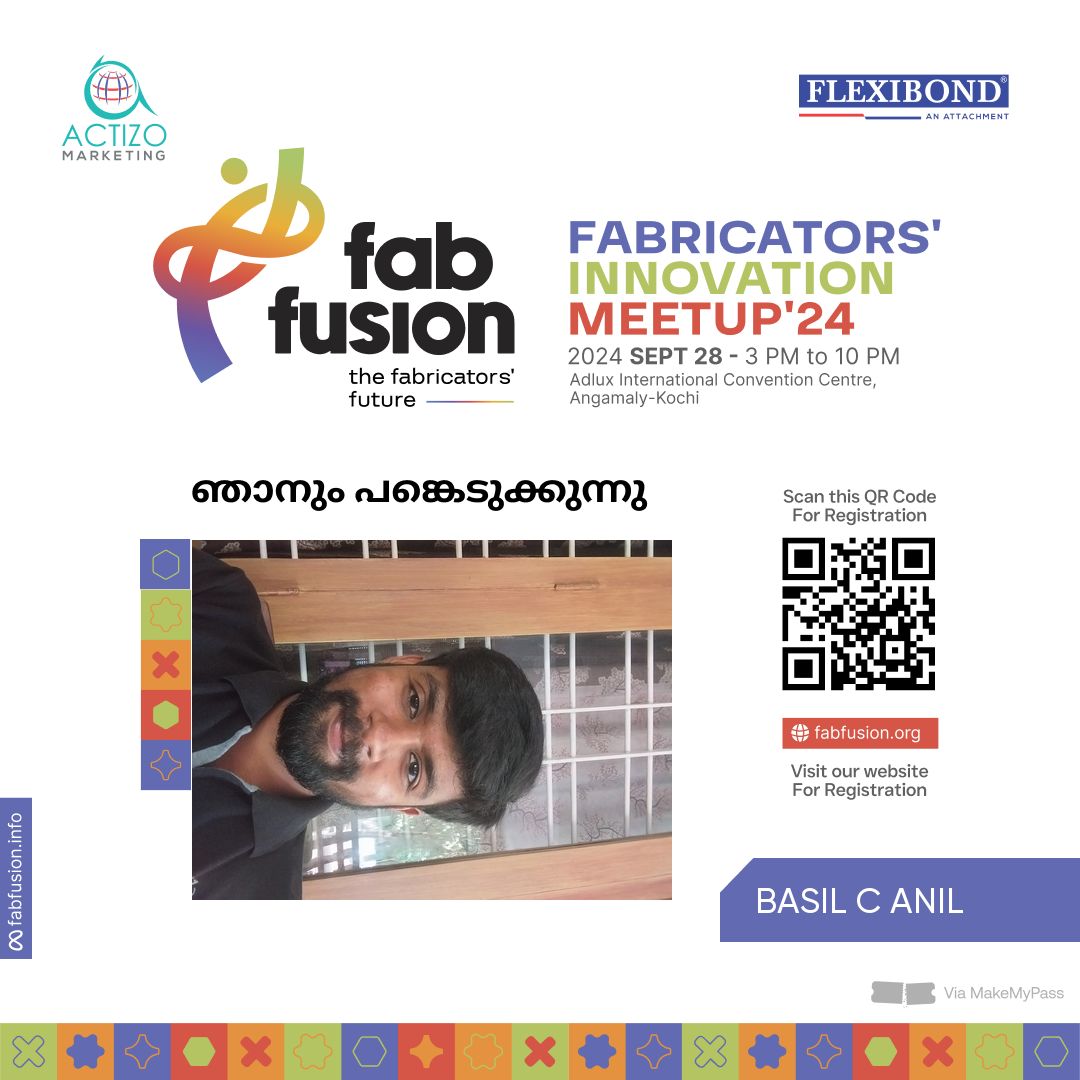 ACTIZO
MARKETING
FLEXIBOND®
AN ATTACHMENT
fab
fusion
the fabricators'
future
FABRICATORS'
INNOVATION
MEETUP'24
2024 SEPT 28 - 3 PM to 10 PM
Adlux International Convention Centre,
Angamaly-Kochi
ഞാനും പങ്കെടുക്കുന്നു
Scan this QR Code
For Registration
fabfusion.org
Visit our website
For Registration
fabfusion.info
BASIL C ANIL
Via MakeMyPass